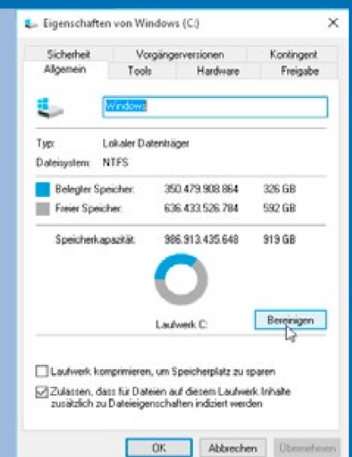 Eigenschaften von Windows (C:)
Sicherheit Vorgängerversionen Kontingent
Allgemein Tools Hardware Freigabe
Windows
Typ: Lokaler Datenträger
Dateisystem: NTFS
Belegter Speicher: 350.479.908.864 326 GB
Freier Speicher: 636.433.526.784 592 GB
Speicherkapazität: 986.913.435.648 919 GB
Laufwerk C: Bereinigen
Laufwerk komprimieren, um Speicherplatz zu sparen
Zulassen, dass für Dateien auf diesem Laufwerk Inhalte
zusätzlich zu Dateieigenschaften indiziert werden
OK Abbrechen Übernehmen